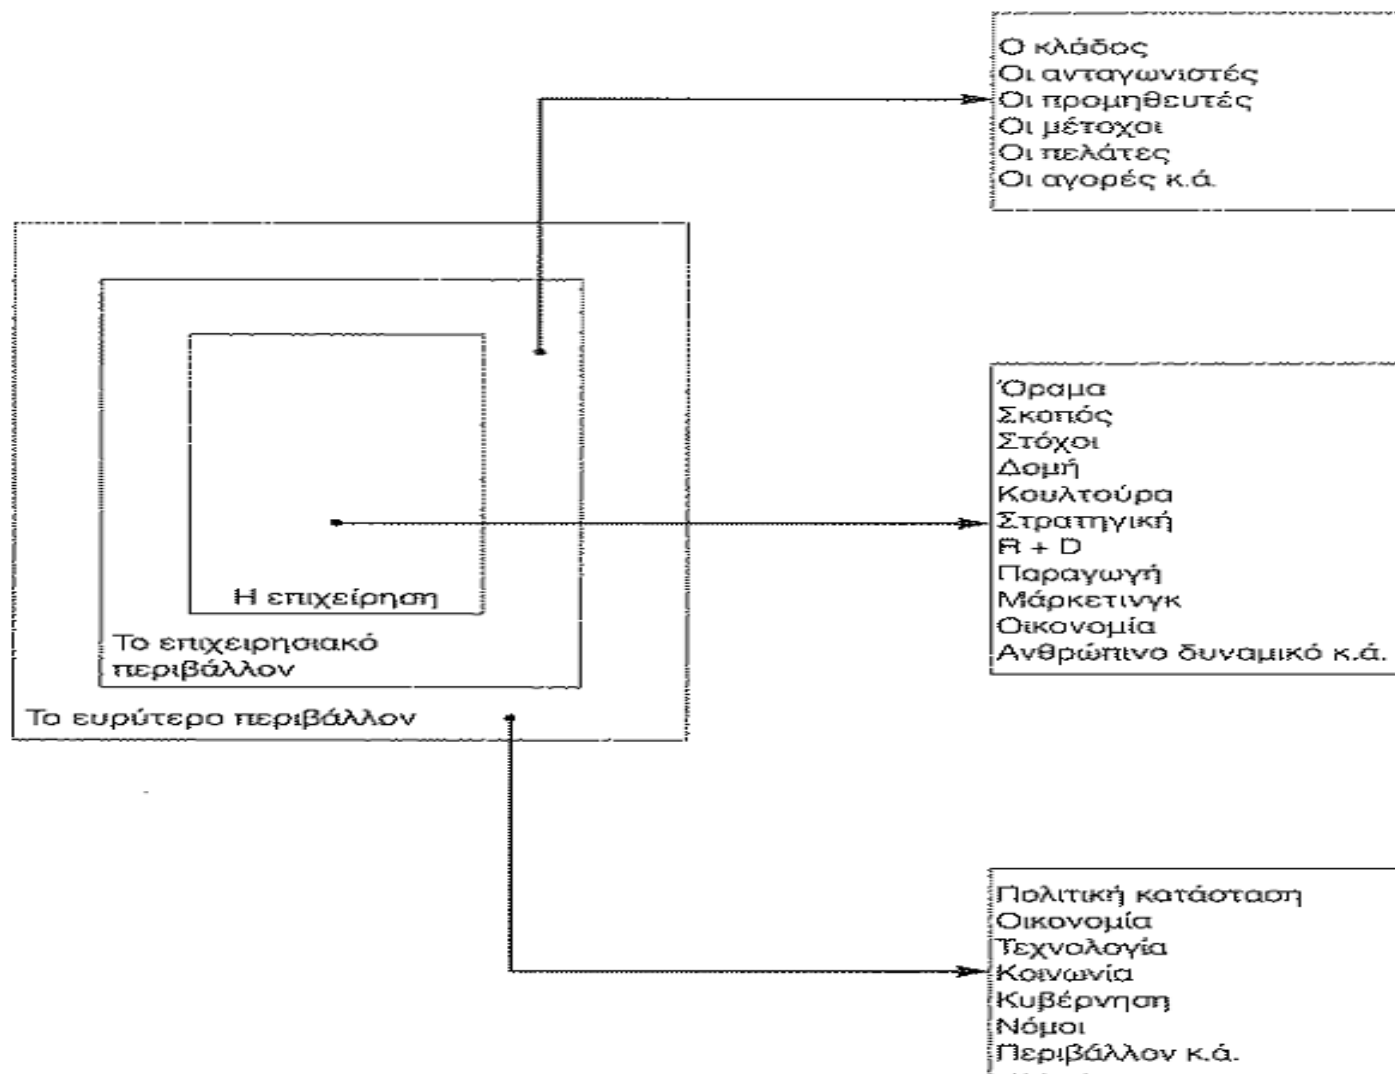 Ο κλάδος
Οι ανταγωνιστές
Οι προμηθευτές
Οι μέτοχοι
Οι πελάτες
Οι αγορές κ.ά.
Όραμα
Σκοπός
Στόχοι
Δομή
Κουλτούρα
Στρατηγική
R + D
Παραγωγή
Μάρκετινγκ
Οικονομία
Ανθρώπινο δυναμικό κ.ά.
Η επιχείρηση
Το επιχειρησιακό
περιβάλλον
Το ευρύτερο περιβάλλον
Πολιτική κατάσταση
Οικονομία
Τεχνολογία
Κοινωνία
Κυβέρνηση
Νόμοι
Περιβάλλον κ.ά.